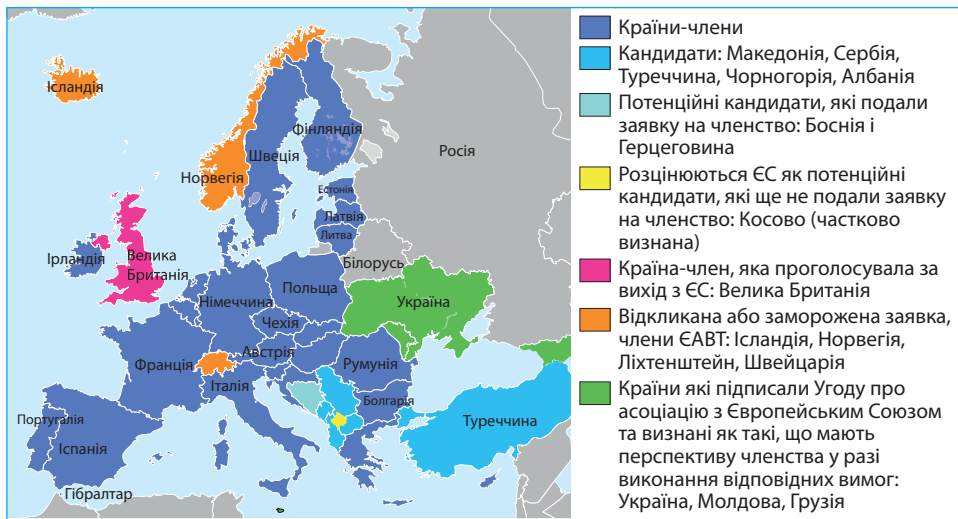 Ісландія
Норвегія
Швеція
Фінляндія
Росія
Естонія
Латвія
Литва
Білорусь
Ірландія
Велика
Британія
Німеччина
Польща
Україна
Чехія
Австрія
Франція
Румунія
Італія
Болгарія
Португалія
Іспанія
Туреччина
Гібралтар
Країни-члени
Кандидати: Македонія, Сербія,
Туреччина, Чорногорія, Албанія
Потенційні кандидати, які подали
заявку на членство: Боснія і
Герцеговина
Розцінюються ЄС як потенційні
кандидати, які ще не подали заявку
на членство: Косово (частково
визнана)
Країна-член, яка проголосувала за
вихід з ЄС: Велика Британія
Відкликана або заморожена заявка,
члени ЄАВТ: Ісландія, Норвегія,
Ліхтенштейн, Швейцарія
Країни які підписали Угоду про
асоціацію з Європейським Союзом
та визнані як такі, що мають
перспективу членства у разі
виконання відповідних вимог:
Україна, Молдова, Грузія